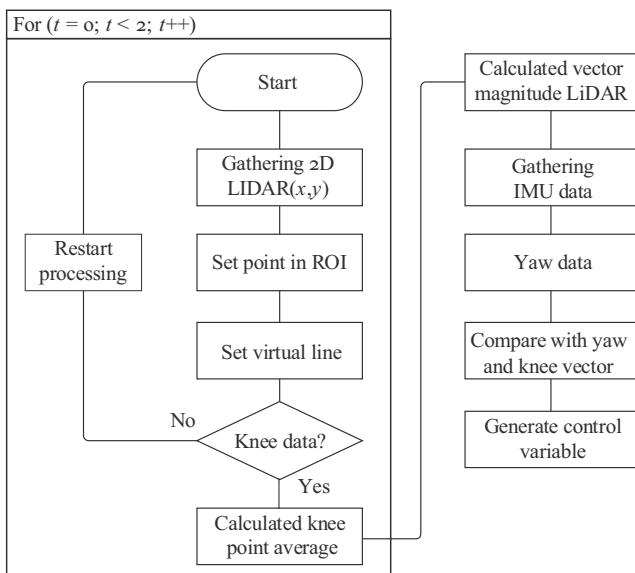 For (t = 0; t < 2; t++)
Start
Gathering 2D
LIDAR(x,y)
Set point in ROI
Set virtual line
Knee data?
No
Restart
processing
Yes
Calculated knee
point average
Calculated vector
magnitude LiDAR
Gathering
IMU data
Yaw data
Compare with yaw
and knee vector
Generate control
variable